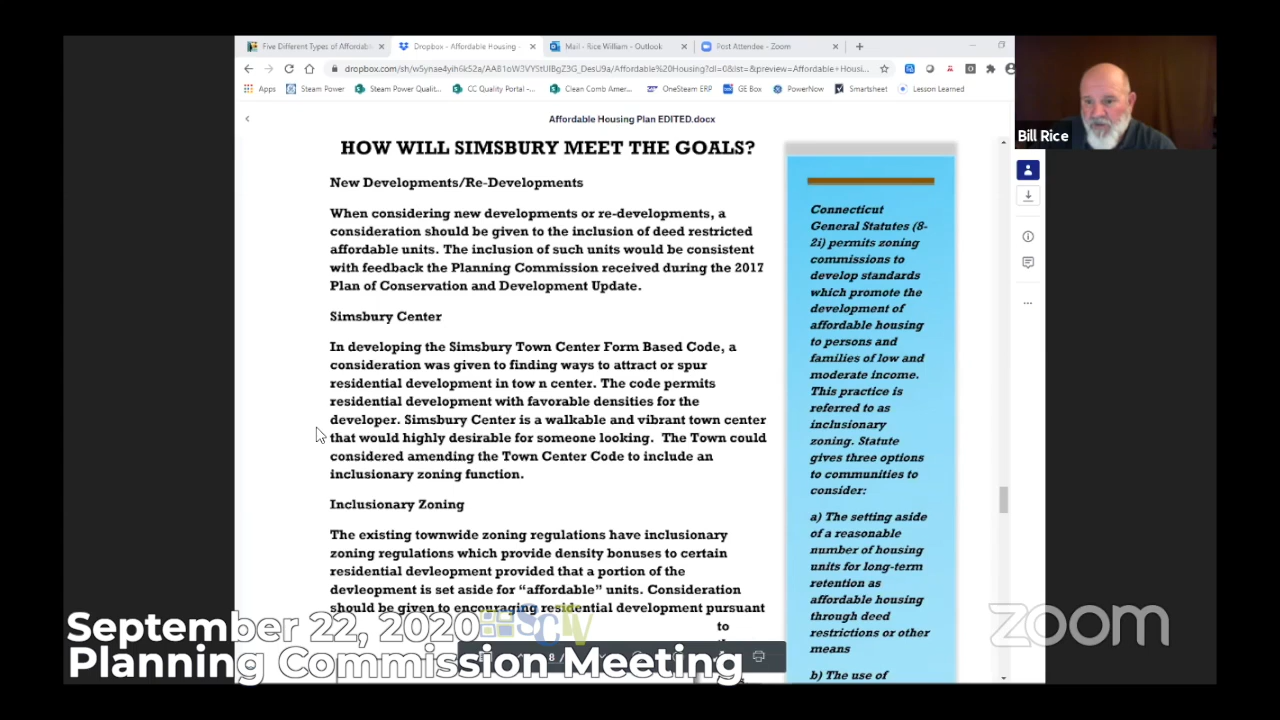 Five Different Types of Affordabl
Dropbox - Affordable Housing -
Mail - Rice William - Outlook
Post Attendee - Zoom
Apps
Steam Power
Steam Power Qualit...
CC Quality Portal -...
Clean Comb Amer...
OneSteam ERP
GE Box
PowerNow
Smartsheet
Lesson Learned
Bill Rice
Affordable Housing Plan EDITED.docx
HOW WILL SIMSBURY MEET THE GOALS?
New Developments/Re-Developments
When considering new developments or re-developments, a
consideration should be given to the inclusion of deed restricted
affordable units. The inclusion of such units would be consistent
with feedback the Planning Commission received during the 2017
Plan of Conservation and Development Update.
Simsbury Center
In developing the Simsbury Town Center Form Based Code, a
consideration was given to finding ways to attract or spur
residential development in tow n center. The code permits
residential development with favorable densities for the
developer. Simsbury Center is a walkable and vibrant town center
that would highly desirable for someone looking. The Town could
considered amending the Town Center Code to include an
inclusionary zoning function.
Inclusionary Zoning
The existing townwide zoning regulations have inclusionary
zoning regulations which provide density bonuses to certain
residential devleopment provided that a portion of the
devleopment is set aside for “affordable” units. Consideration
should be given to encouraging residential development pursuant
to
Connecticut
General Statutes (8-
2i) permits zoning
commissions to
develop standards
which promote the
development of
affordable housing
to persons and
families of low and
moderate income.
This practice is
referred to as
inclusionary
zoning. Statute
gives three options
to communities to
consider:
a) The setting aside
of a reasonable
number of housing
units for long-term
retention as
affordable housing
through deed
restrictions or other
means
b) The use of
8 /
SCTV
September 22, 2020
Planning Commission Meeting
zoom